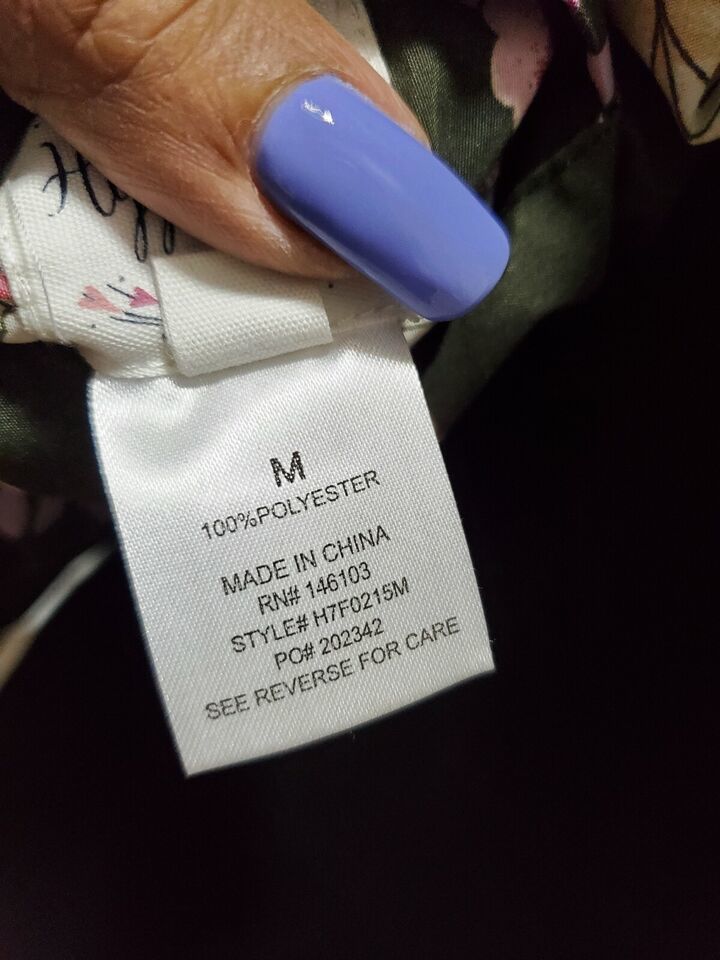 M
100%POLYESTER
MADE IN CHINA
RN# 146103
STYLE# H7F0215M
PO# 202342
SEE REVERSE FOR CARE